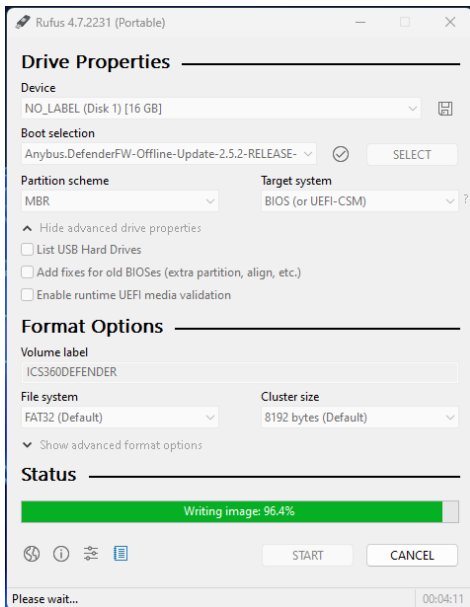 Rufus 4.7.2231 (Portable)
Drive Properties
Device
NO_LABEL (Disk 1) [16 GB]
Boot selection
Anybus.DefenderFW-Offline-Update-2.5.2-RELEASE-
SELECT
Partition scheme
Target system
MBR
BIOS (or UEFI-CSM)
?
Hide advanced drive properties
List USB Hard Drives
Add fixes for old BIOSes (extra partition, align, etc.)
Enable runtime UEFI media validation
Format Options
Volume label
ICS360DEFENDER
File system
Cluster size
FAT32 (Default)
8192 bytes (Default)
Show advanced format options
Status
Writing image: 96.4%
START
CANCEL
Please wait...
00:04:11